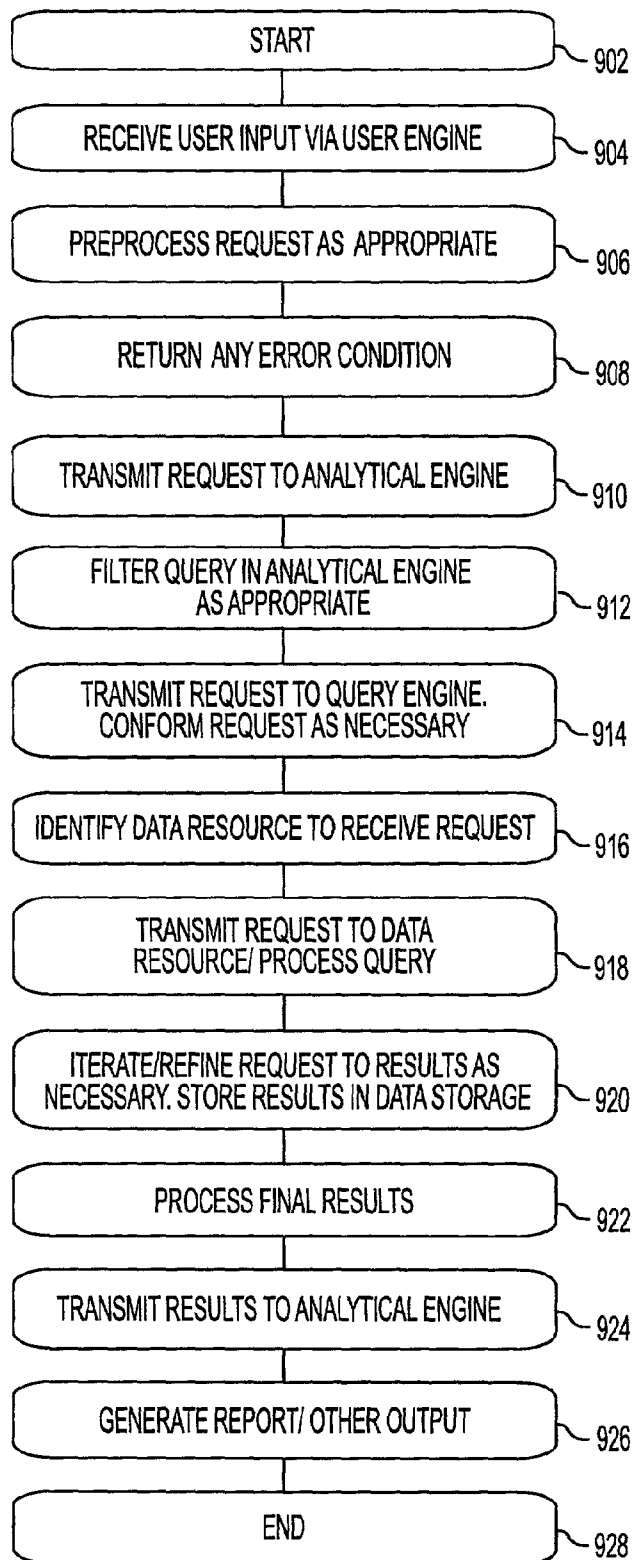 START
902
RECEIVE USER INPUT VIA USER ENGINE
904
PREPROCESS REQUEST AS APPROPRIATE
906
RETURN ANY ERROR CONDITION
908
TRANSMIT REQUEST TO ANALYTICAL ENGINE
910
FILTER QUERY IN ANALYTICAL ENGINE
AS APPROPRIATE
912
TRANSMIT REQUEST TO QUERY ENGINE.
CONFORM REQUEST AS NECESSARY
914
IDENTIFY DATA RESOURCE TO RECEIVE REQUEST
916
TRANSMIT REQUEST TO DATA
RESOURCE/ PROCESS QUERY
918
ITERATE/REFINE REQUEST TO RESULTS AS
NECESSARY. STORE RESULTS IN DATA STORAGE
920
PROCESS FINAL RESULTS
922
TRANSMIT RESULTS TO ANALYTICAL ENGINE
924
GENERATE REPORT/ OTHER OUTPUT
926
END
928